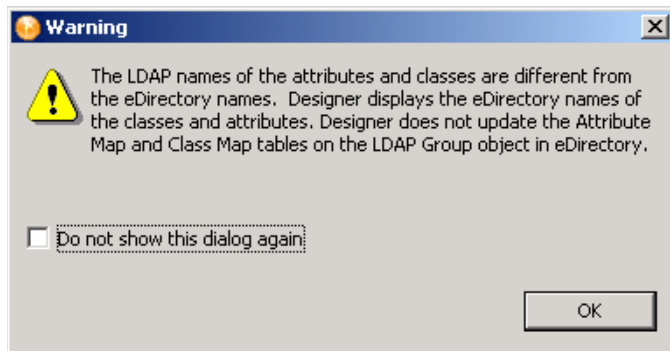 Warning
The LDAP names of the attributes and classes are different from
the eDirectory names.  Designer displays the eDirectory names of
the classes and attributes. Designer does not update the Attribute
Map and Class Map tables on the LDAP Group object in eDirectory.
Do not show this dialog again
OK